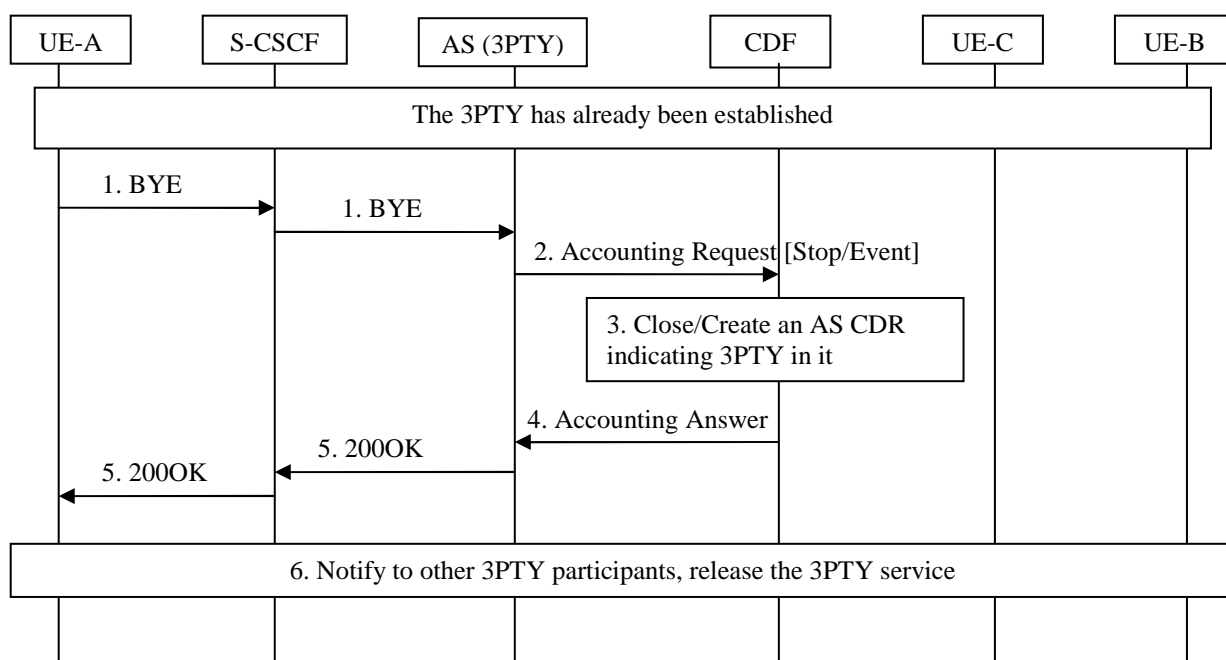 UE-A
S-CSCF
AS (3PTY)
CDF
UE-C
UE-B
The 3PTY has already been established
1. BYE
1. BYE
2. Accounting Request [Stop/Event]
3. Close/Create an AS CDR
indicating 3PTY in it
4. Accounting Answer
5. 200OK
5. 200OK
6. Notify to other 3PTY participants, release the 3PTY service